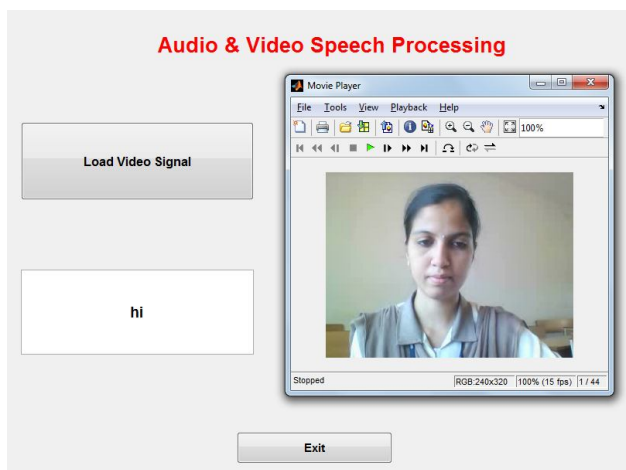 Audio & Video Speech Processing
Load Video Signal
hi
Movie Player
File Tools View Playback Help
100%
Stopped
RGB:240x320 100% (15 fps) 1 / 44
Exit